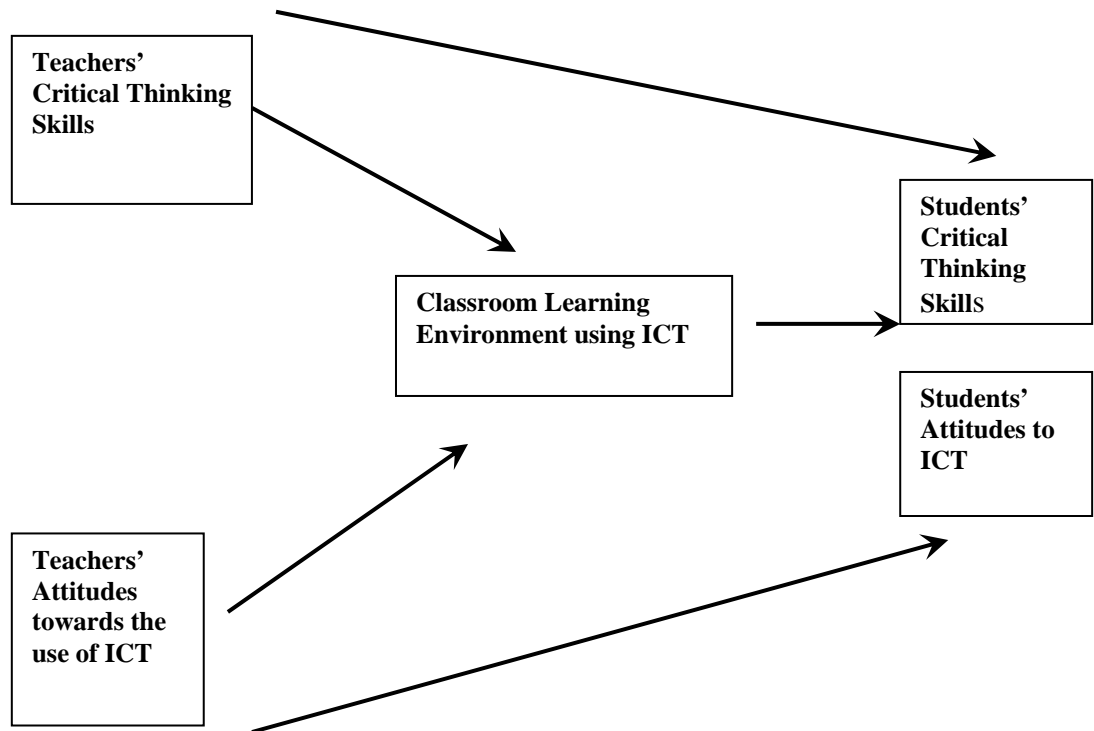 Teachers’
Critical Thinking
Skills
Students’
Critical
Thinking
Skills
Classroom Learning
Environment using ICT
Students’
Attitudes to
ICT
Teachers’
Attitudes
towards the
use of ICT